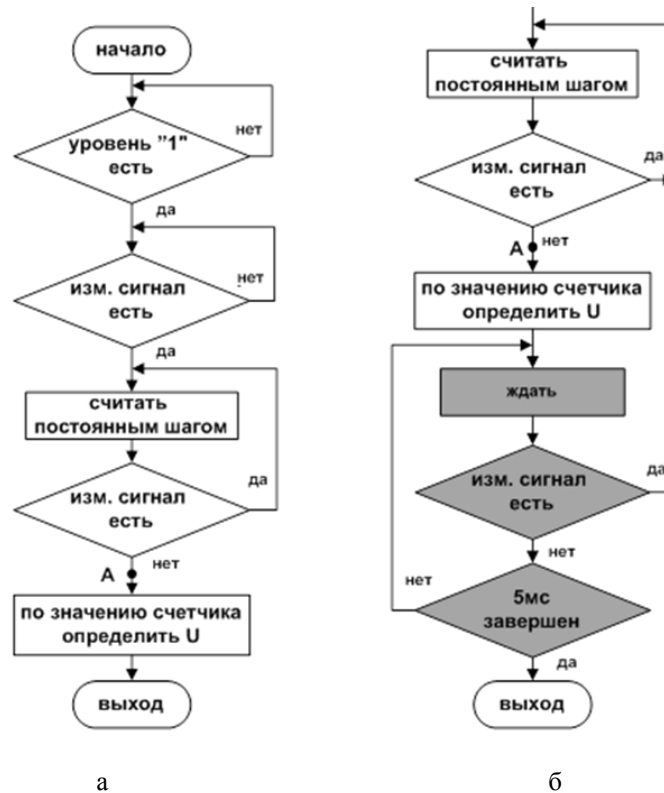 начало
уровень ”1"
есть
нет
да
изм. сигнал
есть
нет
да
считать
постоянным шагом
изм. сигнал
есть
да
нет
А
по значению счетчика
определить U
выход
а
считать
постоянным шагом
изм. сигнал
есть
да
А
нет
по значению счетчика
определить U
ждать
изм. сигнал
есть
да
нет
5мс
завершен
нет
да
выход
б